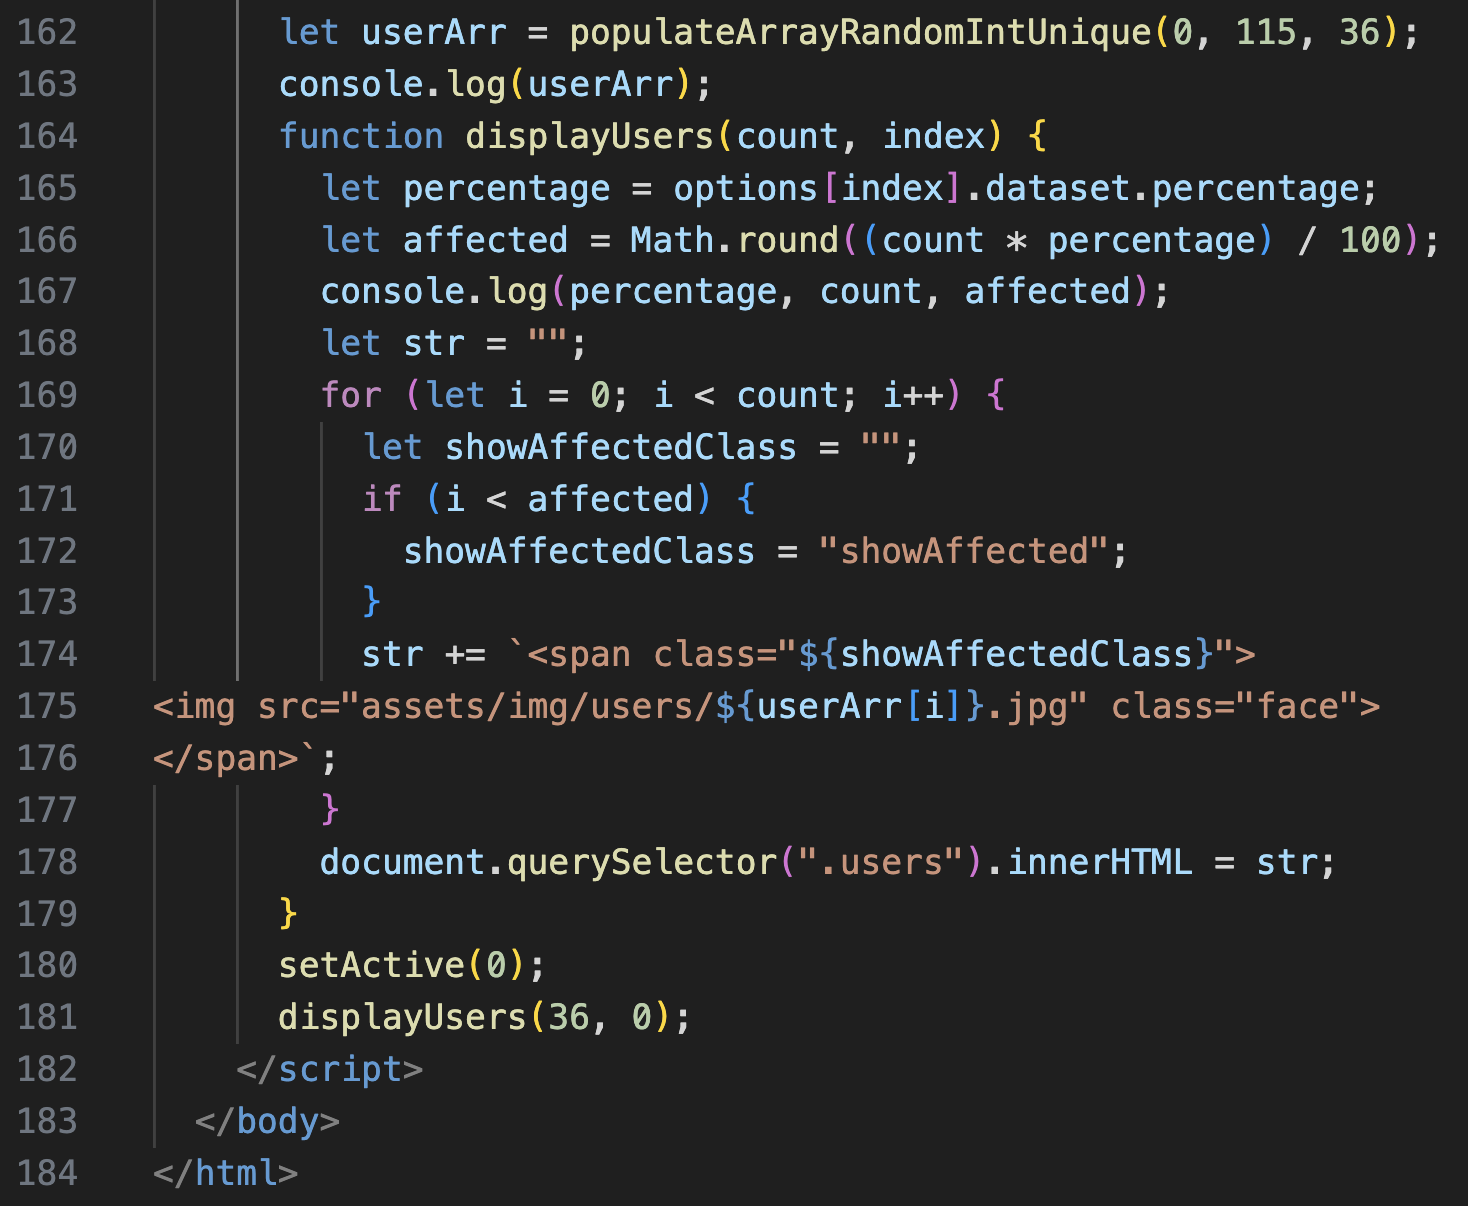 162 let userArr = populateArrayRandomIntUnique(0, 115, 36);
163 console.log(userArr);
164 function displayUsers(count, index) {
165 let percentage = options[index].dataset.percentage;
166 let affected = Math.round((count * percentage) / 100);
167 console.log(percentage, count, affected);
168 let str = "";
169 for (let i = 0; i < count; i++) {
170 let showAffectedClass = "";
171 if (i < affected) {
172 showAffectedClass = "showAffected";
173 }
174 str += `<span class="${showAffectedClass}">
175 <img src="assets/img/users/${userArr[i]}.jpg" class="face">
176 </span>`;
177 }
178 document.querySelector(".users").innerHTML = str;
179 }
180 setActive(0);
181 displayUsers(36, 0);
182 </script>
183 </body>
184 </html>